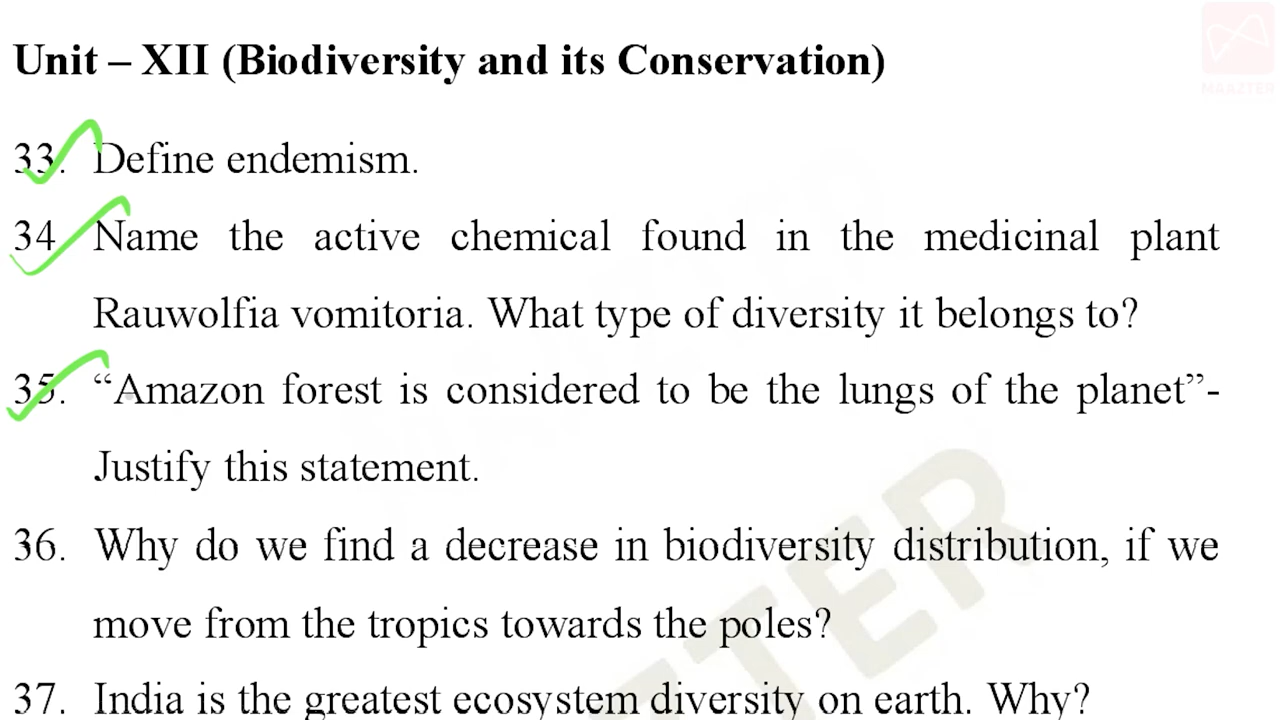 MAXZTER
Unit – XII (Biodiversity and its Conservation)
33. Define endemism.
34 Name the active chemical found in the medicinal plant
Rauwolfia vomitoria. What type of diversity it belongs to?
35. “Amazon forest is considered to be the lungs of the planet”-
Justify this statement.
36. Why do we find a decrease in biodiversity distribution, if we
move from the tropics towards the poles?
37. India is the greatest ecosystem diversity on earth. Why?